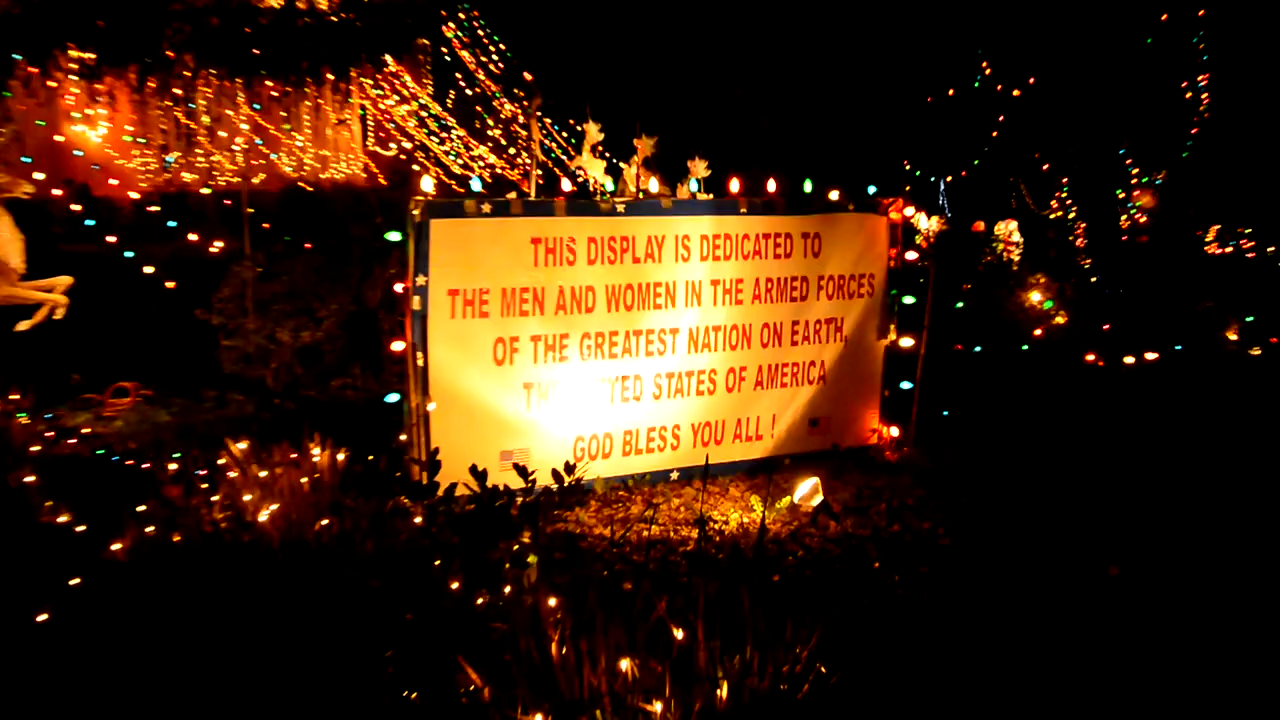 THIS DISPLAY IS DEDICATED TO
THE MEN AND WOMEN IN THE ARMED FORCES
OF THE GREATEST NATION ON EARTH,
STATES OF AMERICA
GOD BLESS YOU ALL !